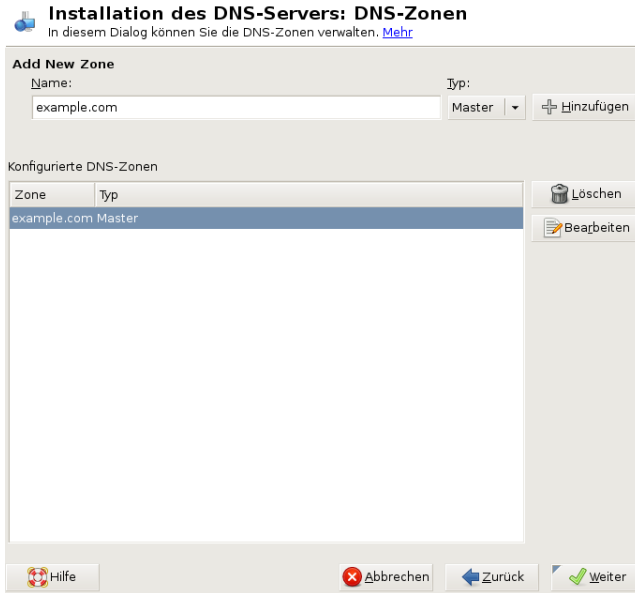 Installation des DNS-Servers: DNS-Zonen
In diesem Dialog können Sie die DNS-Zonen verwalten. Mehr
Add New Zone
Name: Typ:
example.com Master Hinzufügen
Konfigurierte DNS-Zonen
Zone Typ Löschen
example.com Master Bearbeiten
Hilfe Abbrechen Zurück Weiter